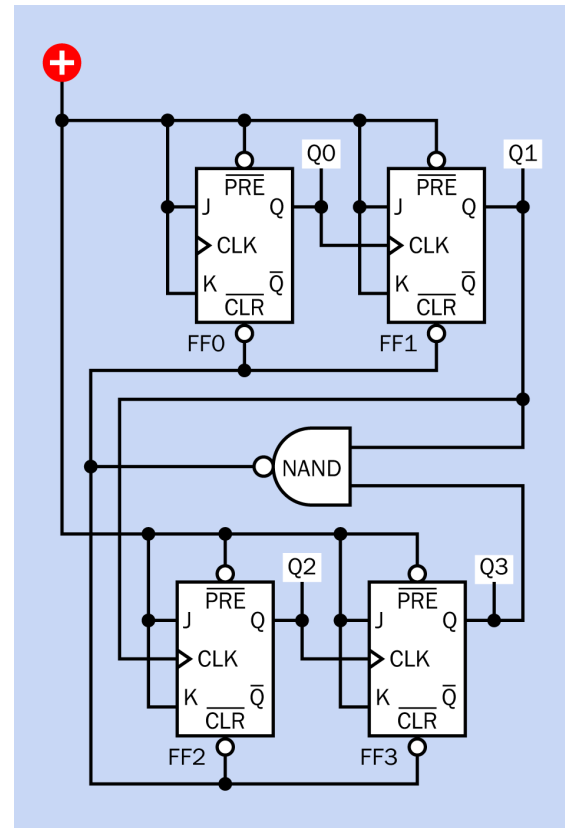 Q0 Q1
PRE PRE
J Q J Q
CLK CLK
K Q K Q
CLR CLR
FF0 FF1
NAND
Q2 Q3
PRE PRE
J Q J Q
CLK CLK
K Q K Q
CLR CLR
FF2 FF3